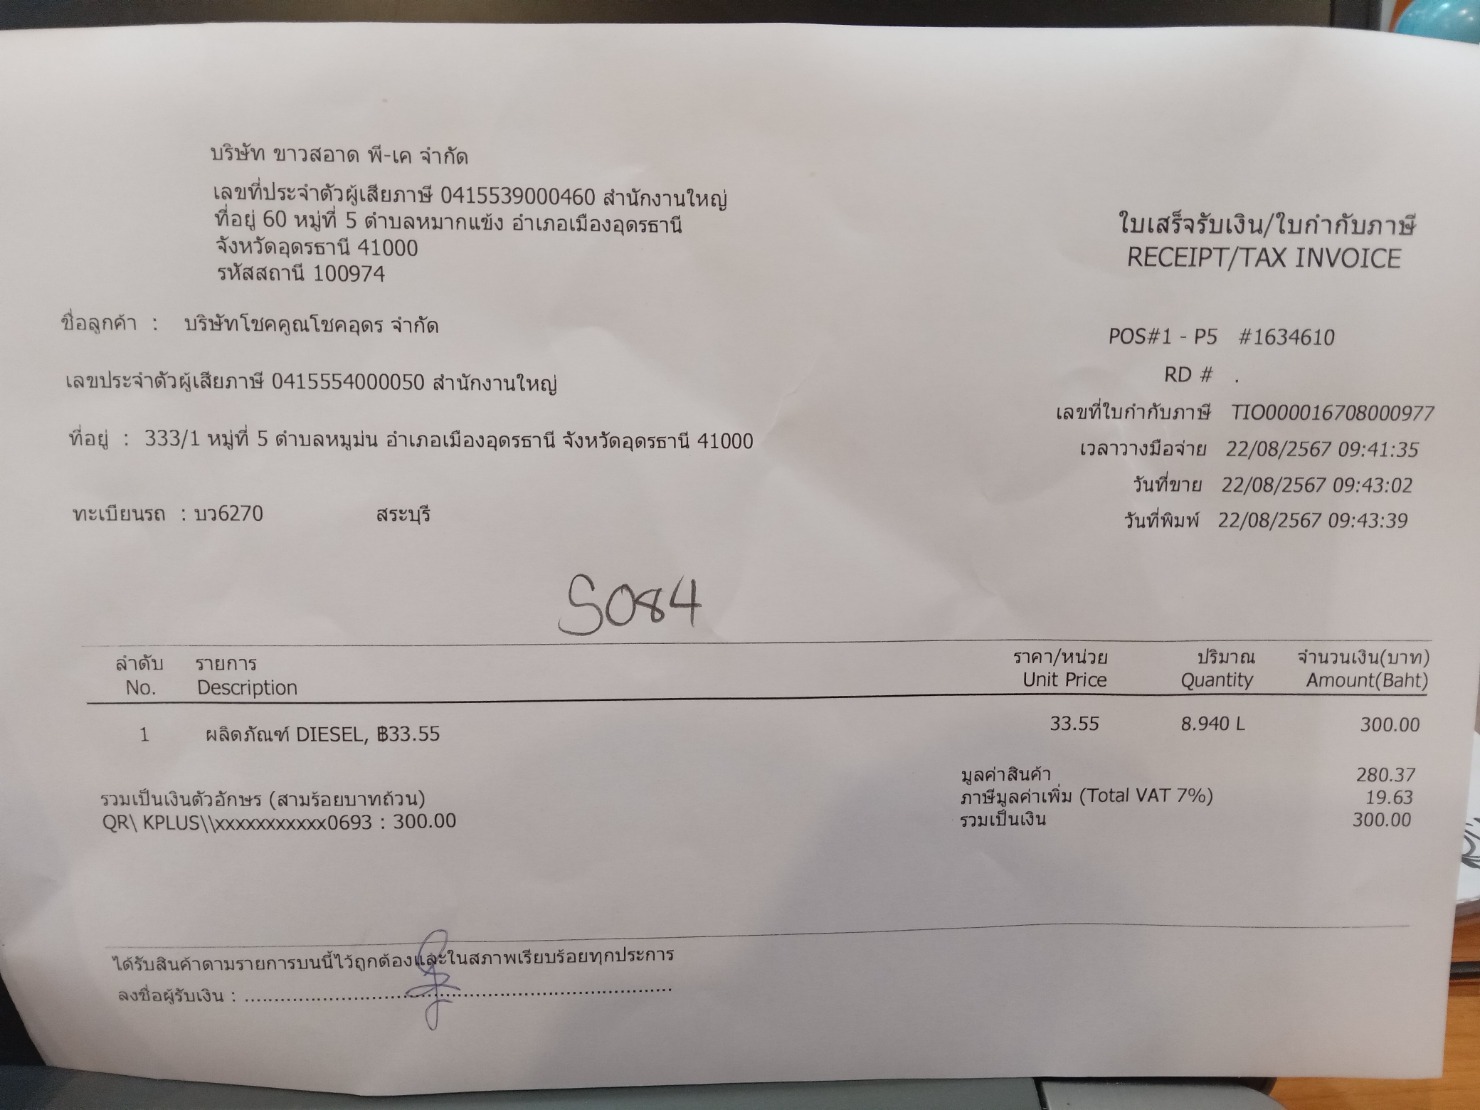 บริษัท ขาวสอาด พี-เค จำกัด
เลขที่ประจำตัวผู้เสียภาษี 0415539000460 สำนักงานใหญ่
ที่อยู่ 60 หมู่ที่ 5 ตำบลหมากแข้ง อำเภอเมืองอุดรธานี
จังหวัดอุดรธานี 41000
รหัสสถานี 100974
ใบเสร็จรับเงิน/ใบกำกับภาษี
RECEIPT/TAX INVOICE
ชื่อลูกค้า : บริษัทโชคคูณโชคอุดร จำกัด
เลขประจำตัวผู้เสียภาษี 0415554000050 สำนักงานใหญ่
ที่อยู่ : 333/1 หมู่ที่ 5 ตำบลหมูม่น อำเภอเมืองอุดรธานี จังหวัดอุดรธานี 41000
ทะเบียนรถ : บว6270 สระบุรี
POS#1 - P5 #1634610
RD # .
เลขที่ใบกำกับภาษี TIO000016708000977
เวลาวางมือจ่าย 22/08/2567 09:41:35
วันที่ขาย 22/08/2567 09:43:02
วันที่พิมพ์ 22/08/2567 09:43:39
S084
ลำดับ รายการ ราคา/หน่วย ปริมาณ จำนวนเงิน(บาท)
No. Description Unit Price Quantity Amount(Baht)
1 ผลิตภัณฑ์ DIESEL, ฿33.55 33.55 8.940 L 300.00
มูลค่าสินค้า 280.37
รวมเป็นเงินตัวอักษร (สามร้อยบาทถ้วน) ภาษีมูลค่าเพิ่ม (Total VAT 7%) 19.63
QR\ KPLUS\\xxxxxxxxxxx0693 : 300.00 รวมเป็นเงิน 300.00
ได้รับสินค้าตามรายการบนนี้ไว้ถูกต้องและในสภาพเรียบร้อยทุกประการ
ลงชื่อผู้รับเงิน : ........................................................................